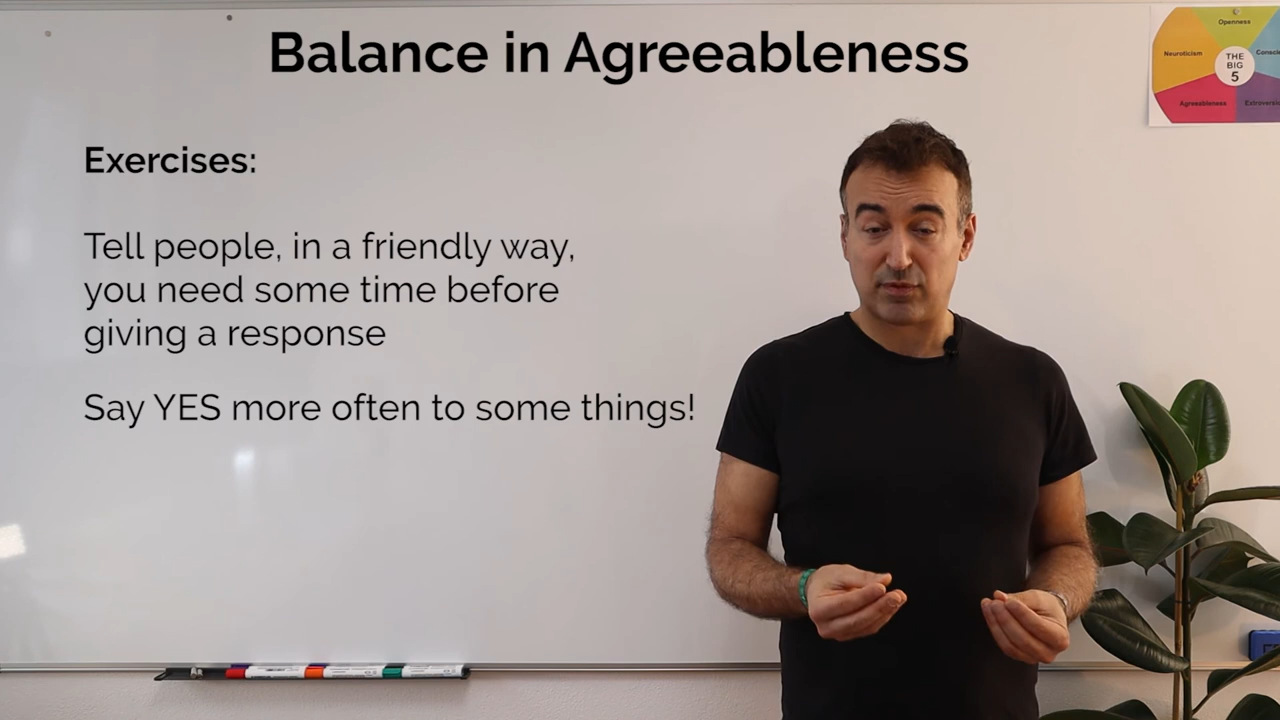 Balance in Agreeableness
Openness
Neuroticism
THE
BIG
5
Agreeableness
Exercises:
Tell people, in a friendly way,
you need some time before
giving a response
Say YES more often to some things!